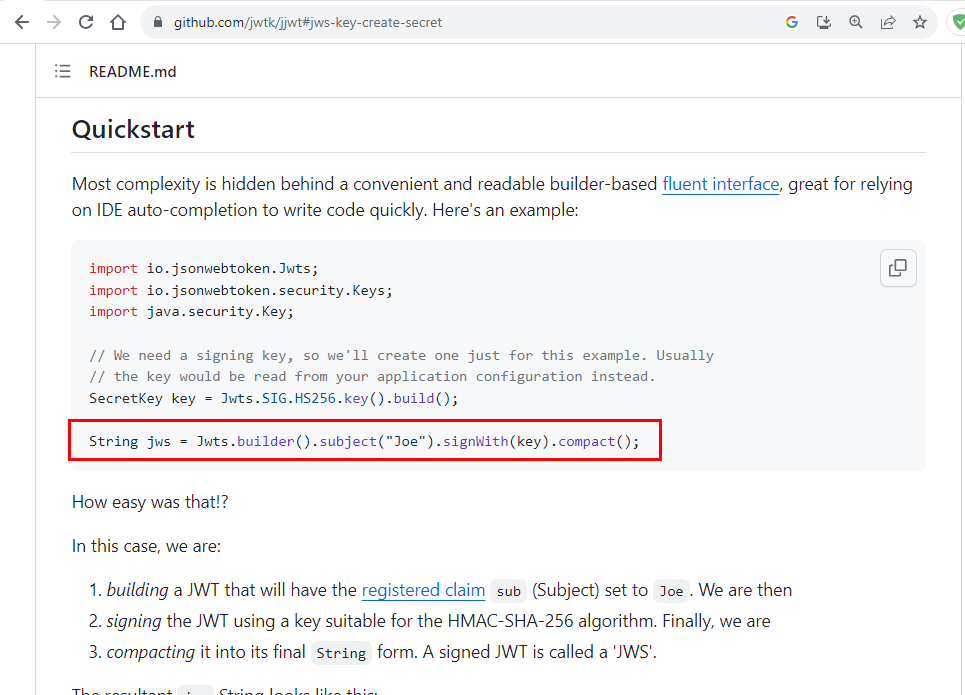 github.com/jwtk/jjwt#jws-key-create-secret
README.md
Quickstart
Most complexity is hidden behind a convenient and readable builder-based fluent interface, great for relying
on IDE auto-completion to write code quickly. Here's an example:
import io.jsonwebtoken.Jwts;
import io.jsonwebtoken.security.Keys;
import java.security.Key;
// We need a signing key, so we'll create one just for this example. Usually
// the key would be read from your application configuration instead.
SecretKey key = Jwts.SIG.HS256.key().build();
String jws = Jwts.builder().subject("Joe").signWith(key).compact();
How easy was that!?
In this case, we are:
1. building a JWT that will have the registered claim sub (Subject) set to Joe. We are then
2. signing the JWT using a key suitable for the HMAC-SHA-256 algorithm. Finally, we are
3. compacting it into its final String form. A signed JWT is called a 'JWS'.
The resultant jws String looks like this: